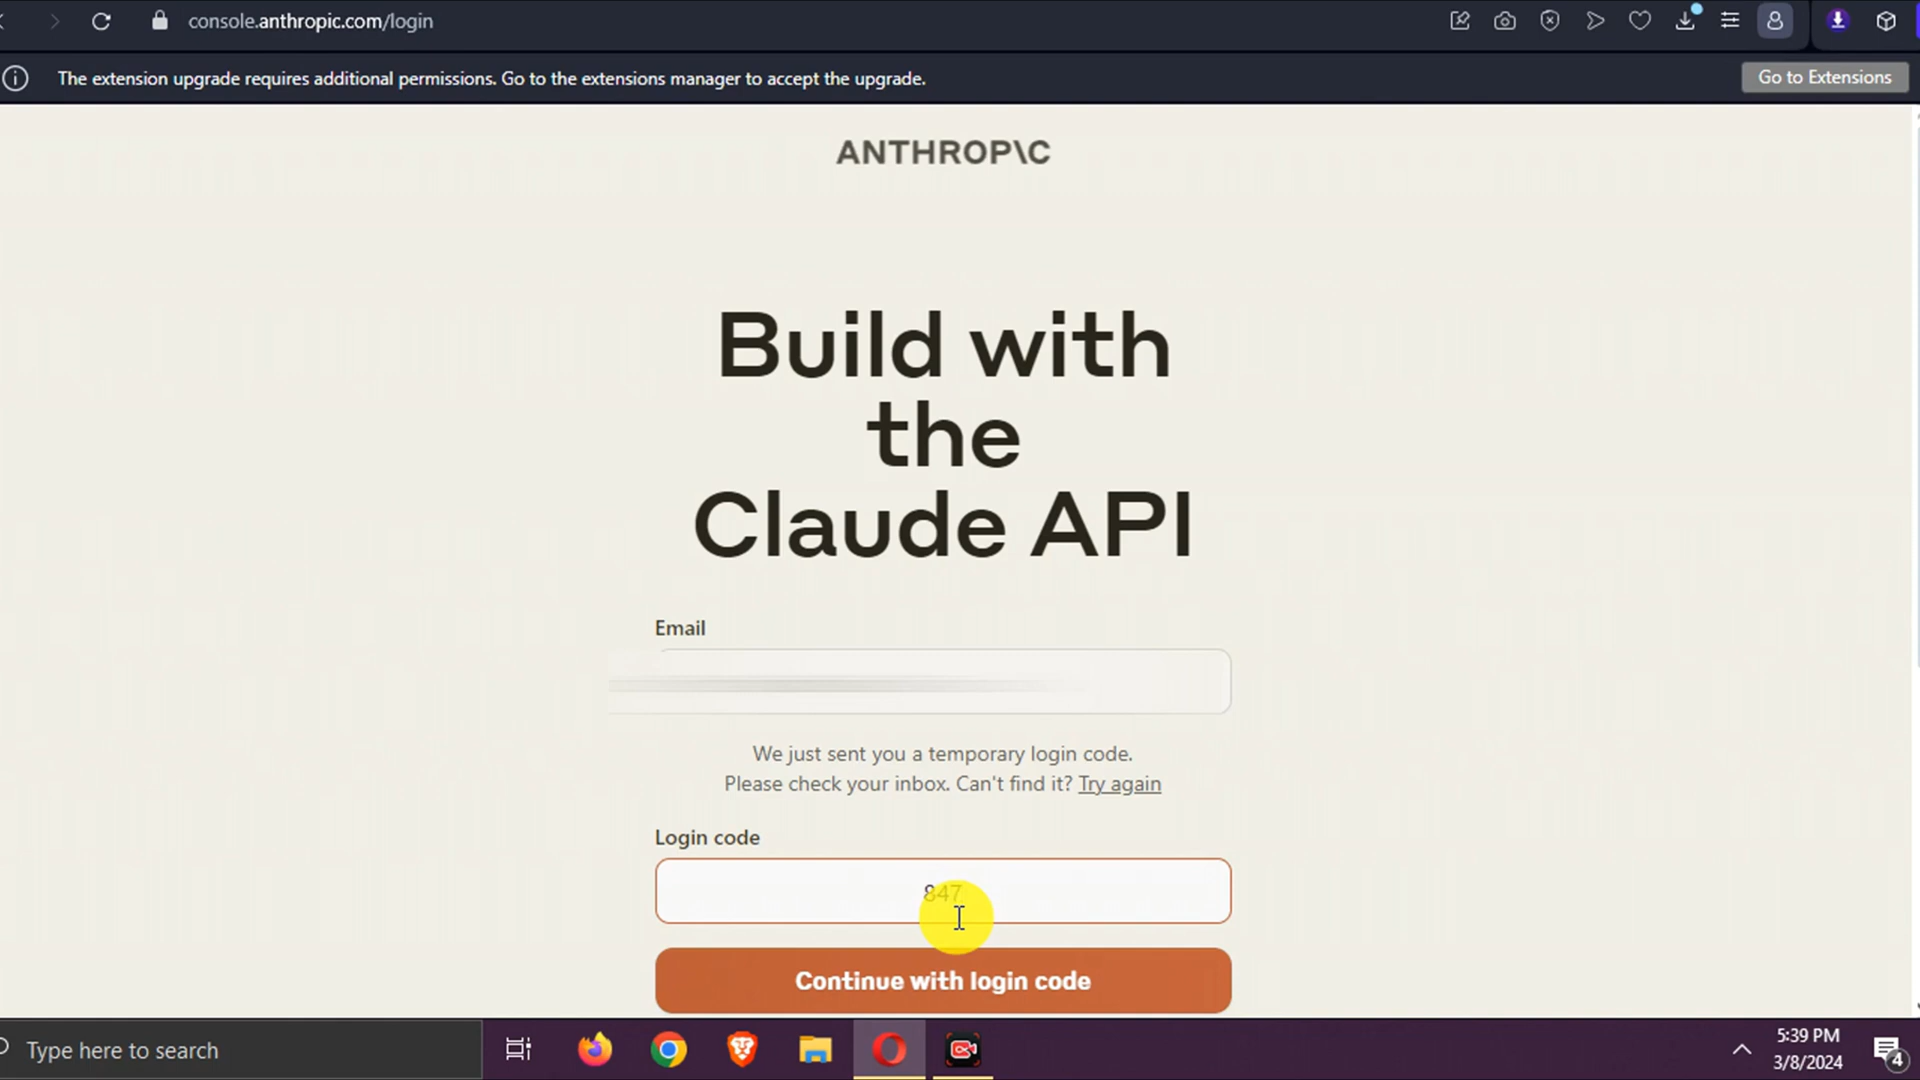 console.anthropic.com/login
The extension upgrade requires additional permissions. Go to the extensions manager to accept the upgrade.
Go to Extensions
ANTHROP\C
Build with
the
Claude API
Email
We just sent you a temporary login code.
Please check your inbox. Can't find it? Try again
Login code
847
Continue with login code
Type here to search
5:39 PM
3/8/2024
4